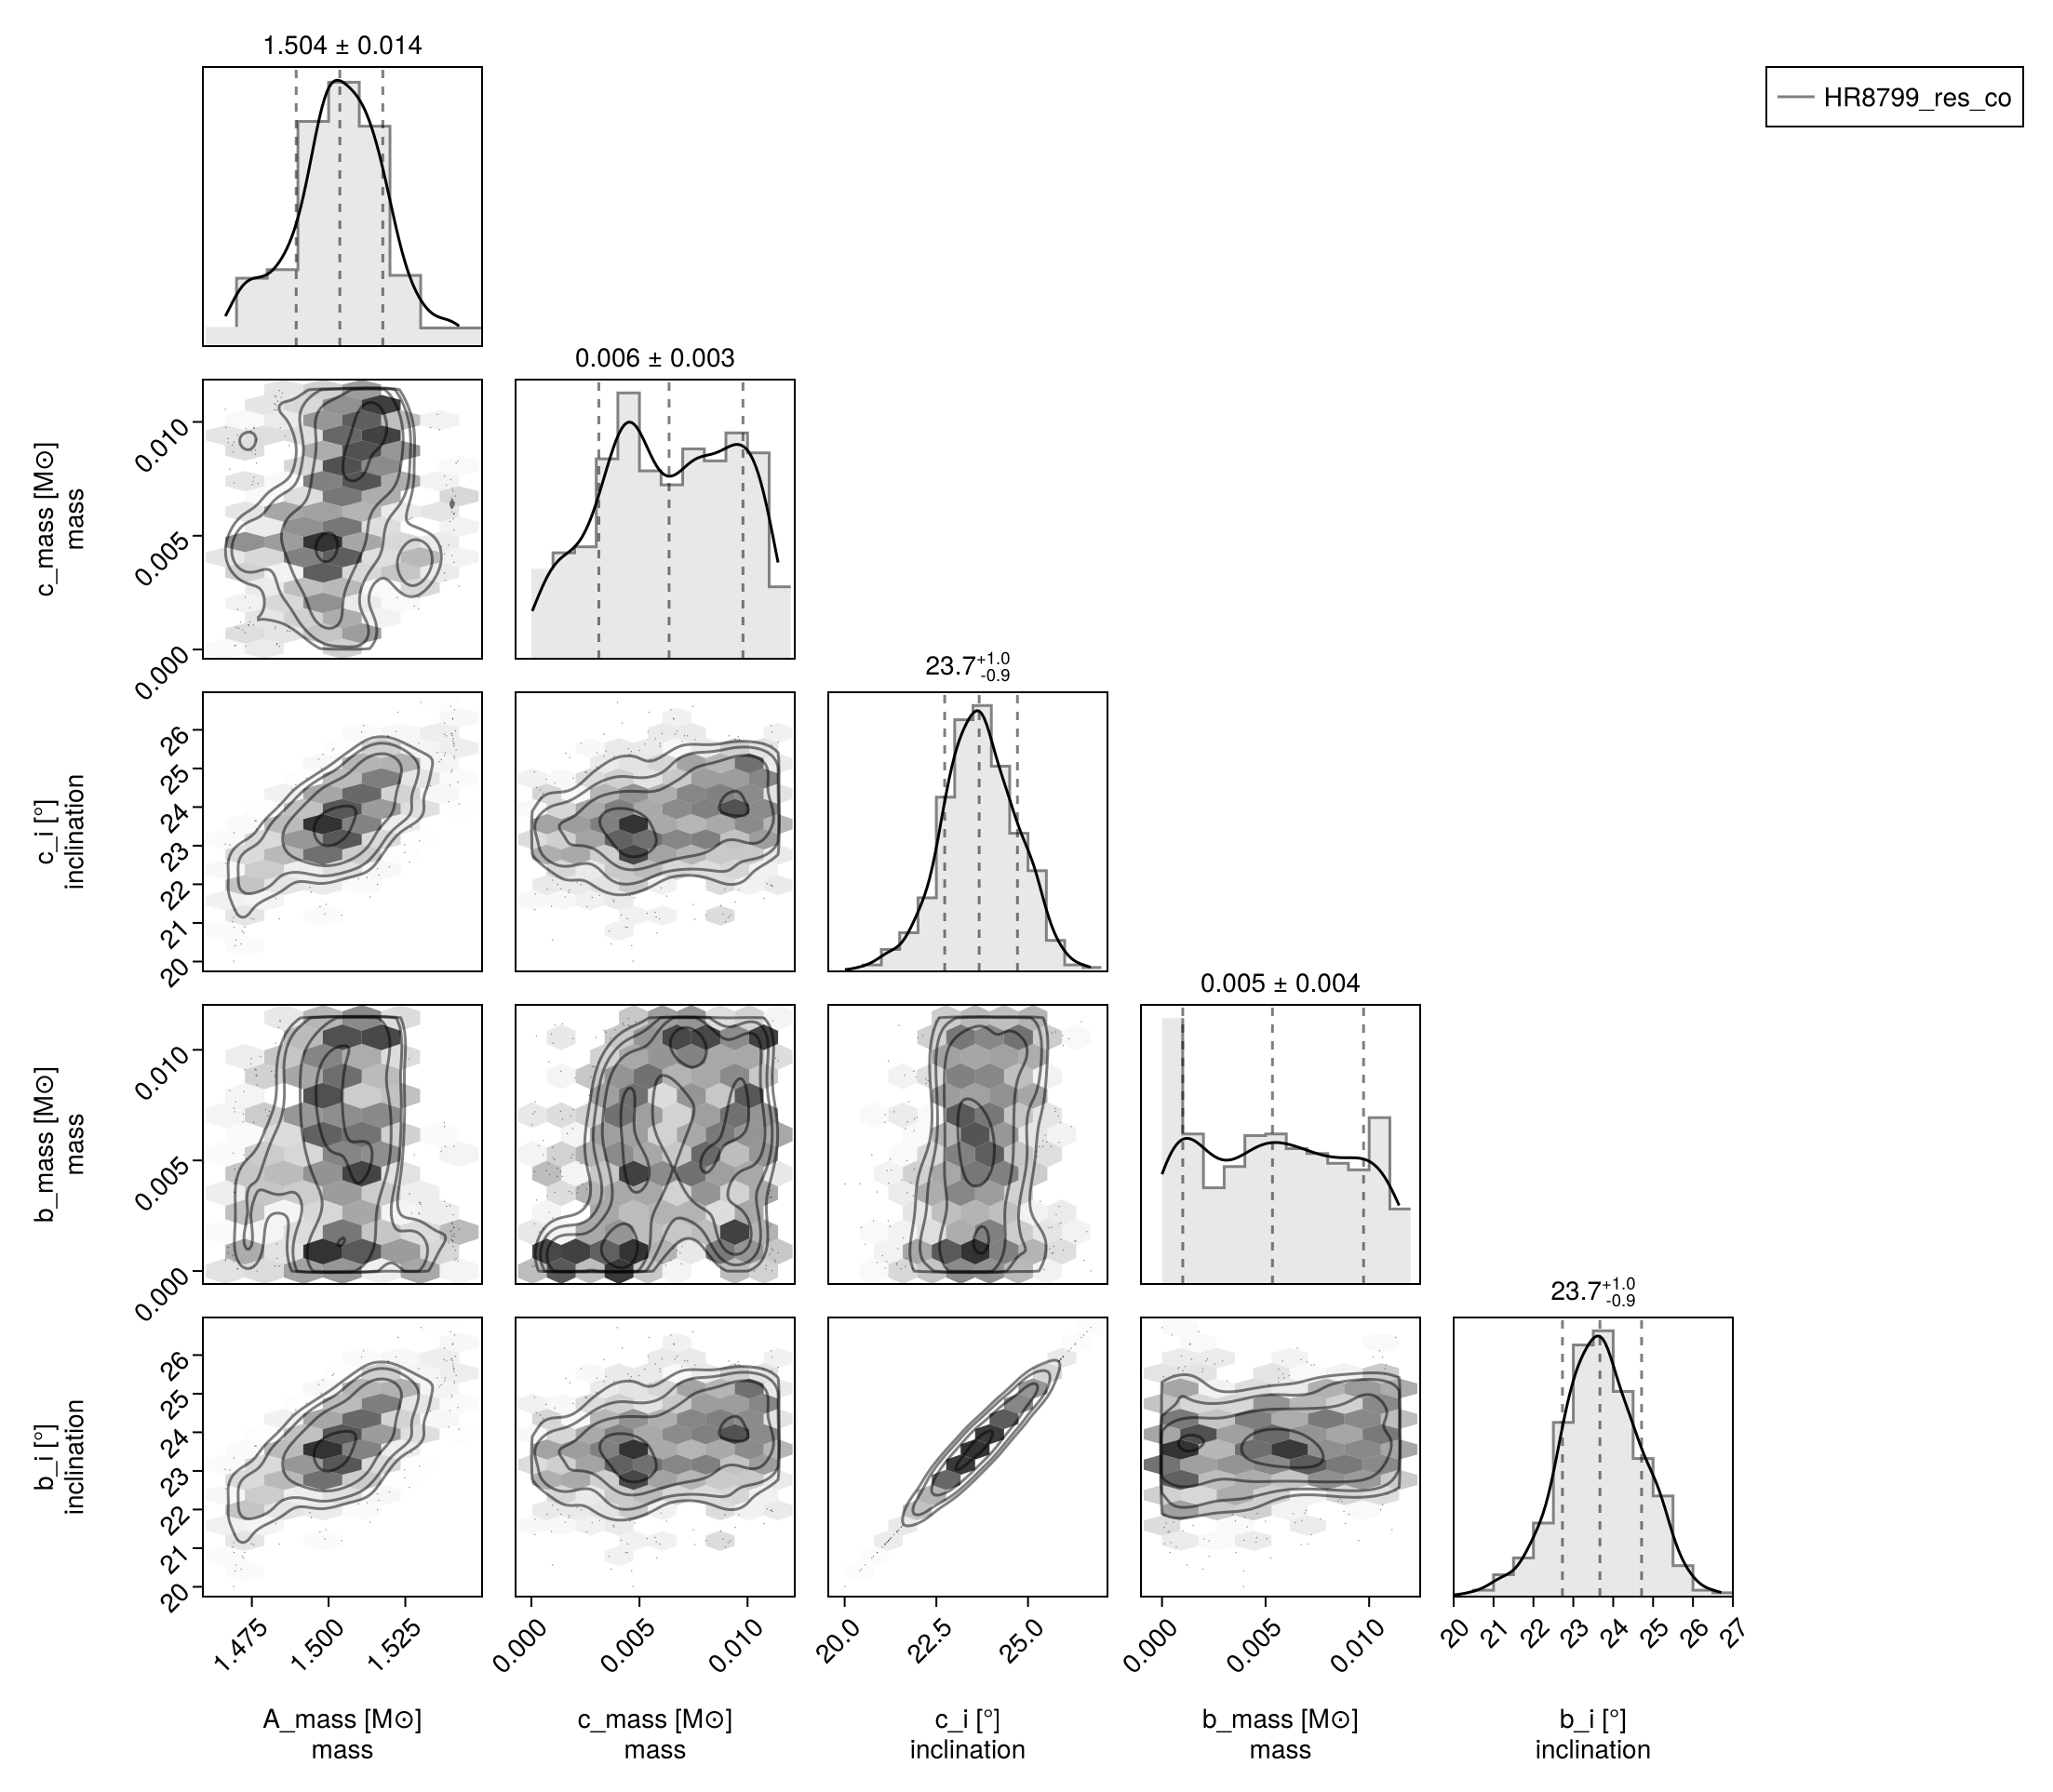 1.504 ± 0.014
HR8799_res_co
0.006 ± 0.003
c_mass [M⊙]
mass
0.010
0.005
0.000
23.7 +1.0 -0.9
c_i [°]
inclination
26
25
24
23
22
21
20
0.005 ± 0.004
b_mass [M⊙]
mass
0.010
0.005
0.000
23.7 +1.0 -0.9
b_i [°]
inclination
26
25
24
23
22
21
20
1.475 1.500 1.525 0.000 0.005 0.010 20.0 22.5 25.0 0.000 0.005 0.010 20 21 22 23 24 25 26 27
A_mass [M⊙] c_mass [M⊙] c_i [°] b_mass [M⊙] b_i [°]
mass mass inclination mass inclination